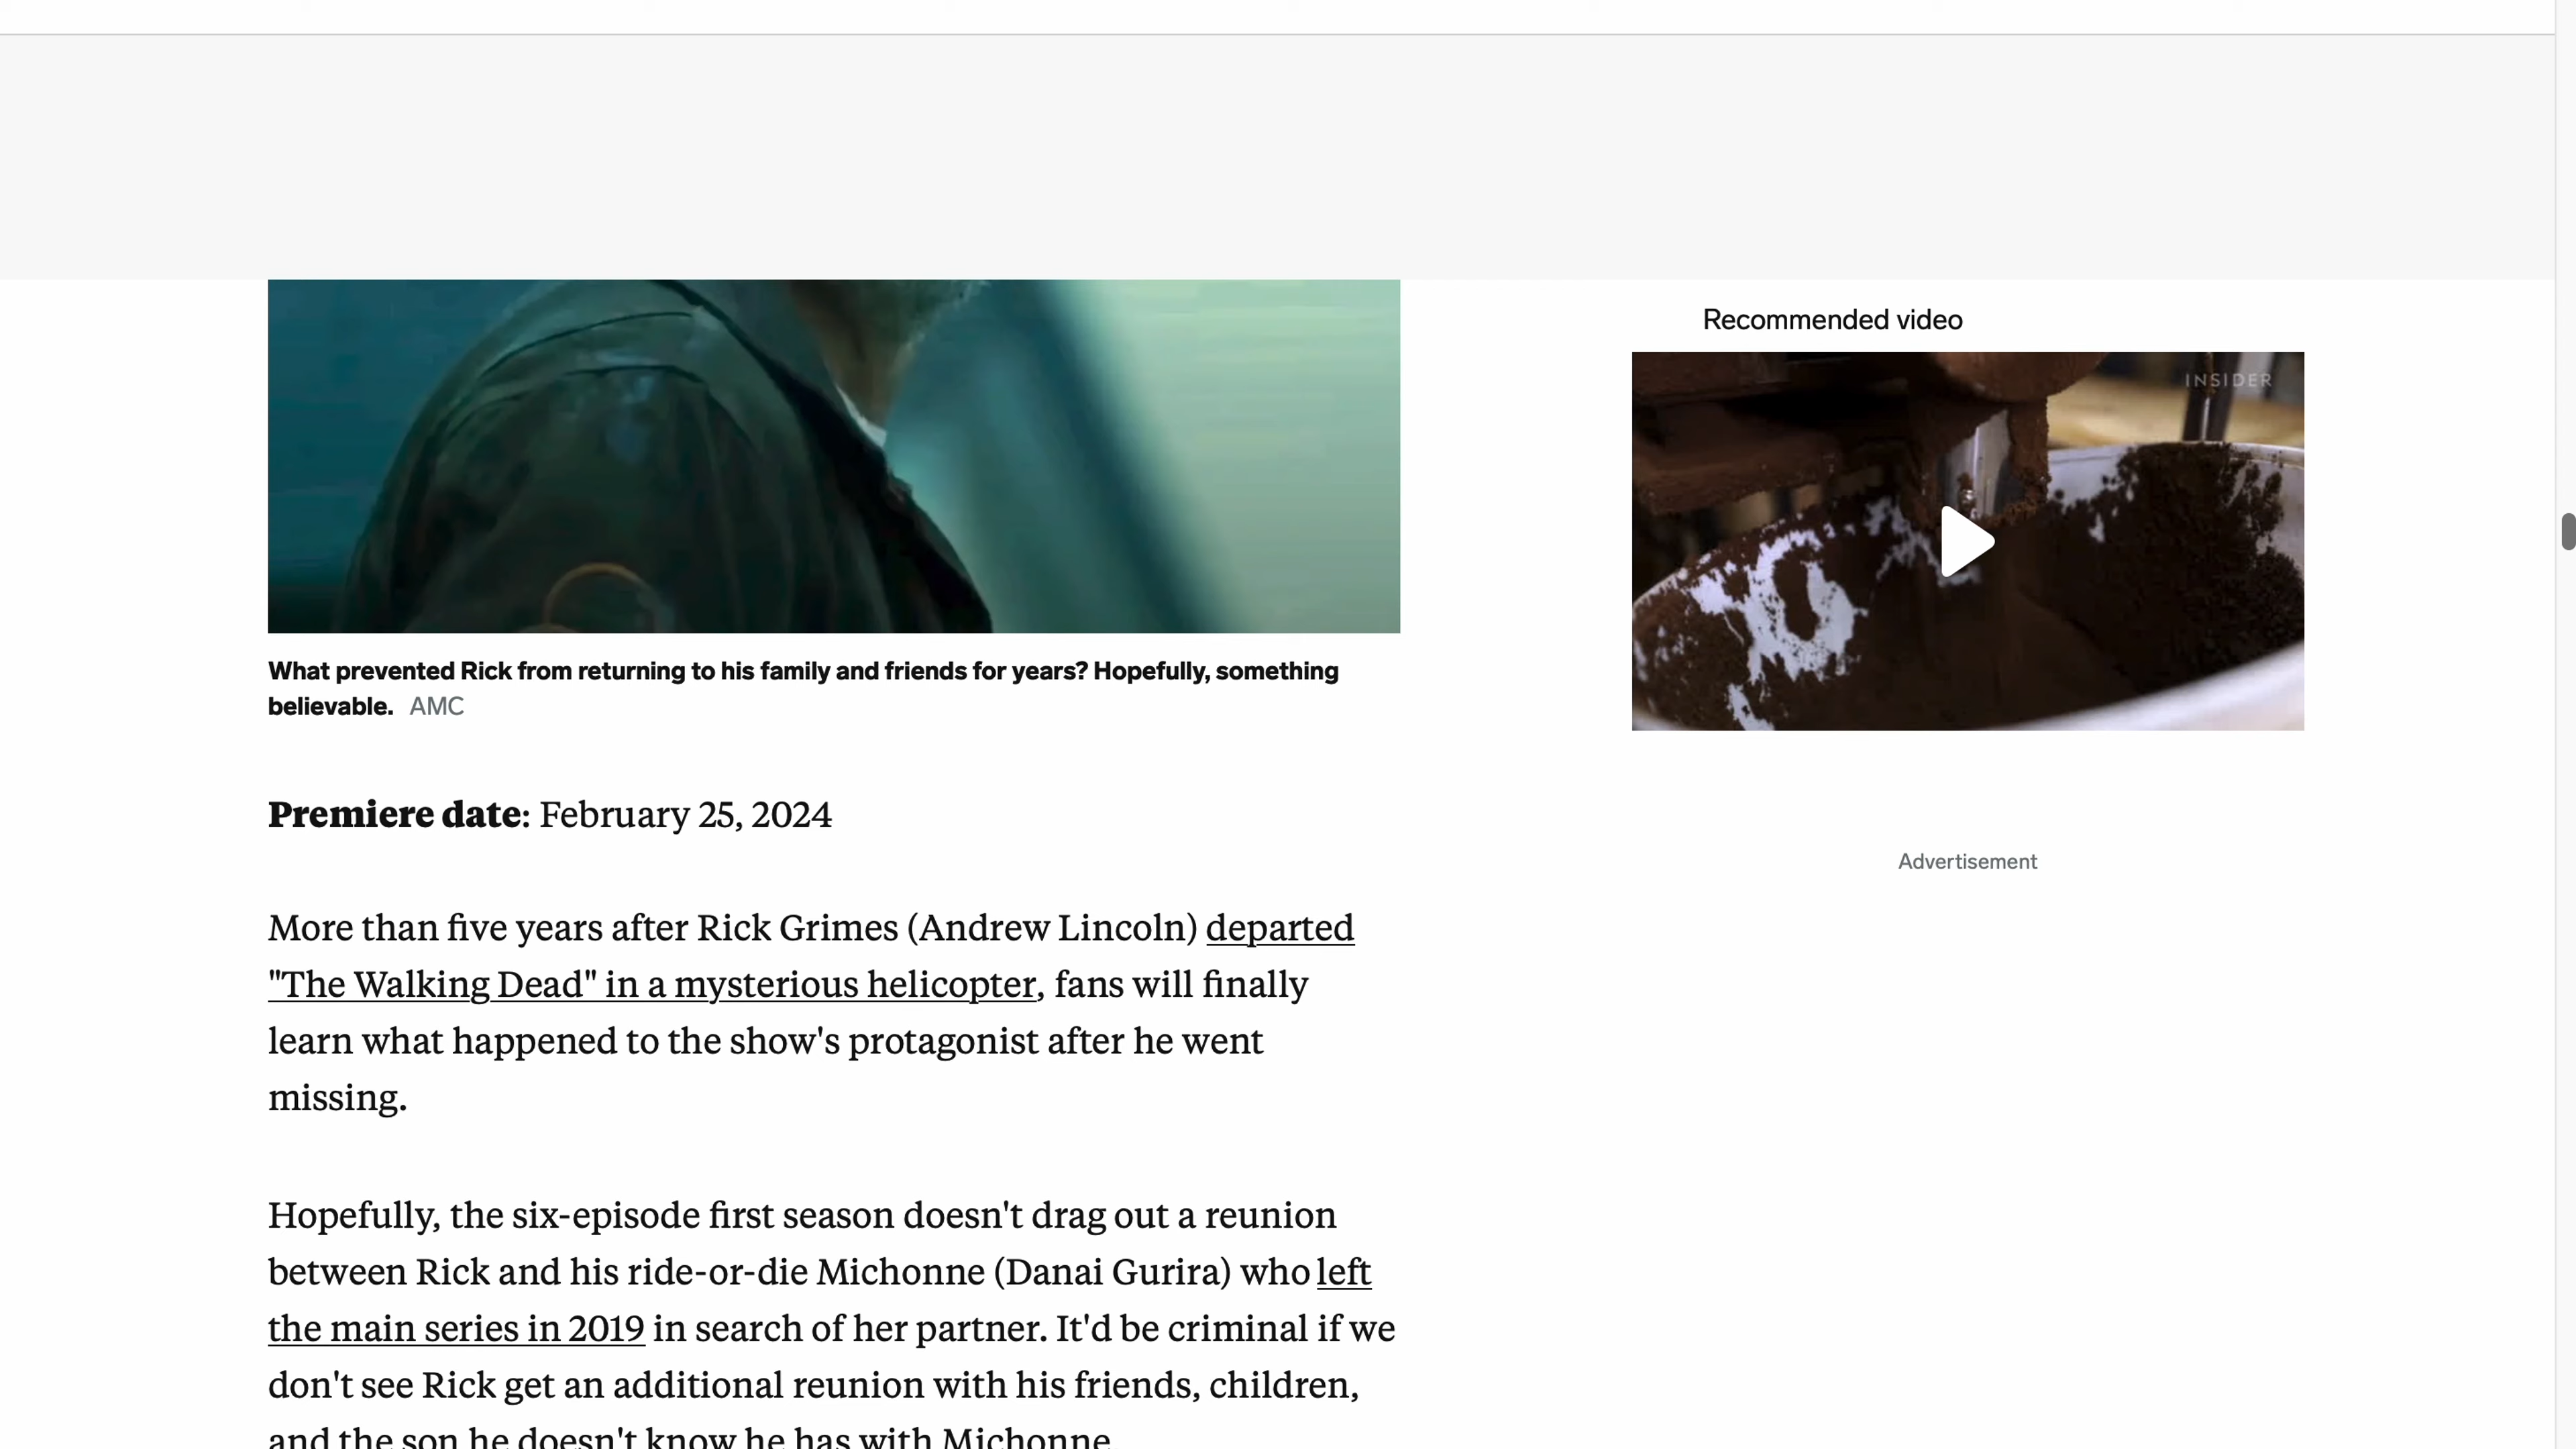 Recommended video
INSIDER
What prevented Rick from returning to his family and friends for years? Hopefully, something
believable. AMC
Premiere date: February 25, 2024
Advertisement
More than five years after Rick Grimes (Andrew Lincoln) departed
"The Walking Dead" in a mysterious helicopter, fans will finally
learn what happened to the show's protagonist after he went
missing.
Hopefully, the six-episode first season doesn't drag out a reunion
between Rick and his ride-or-die Michonne (Danai Gurira) who left
the main series in 2019 in search of her partner. It'd be criminal if we
don't see Rick get an additional reunion with his friends, children,
and the son he doesn't know he has with Michonne.